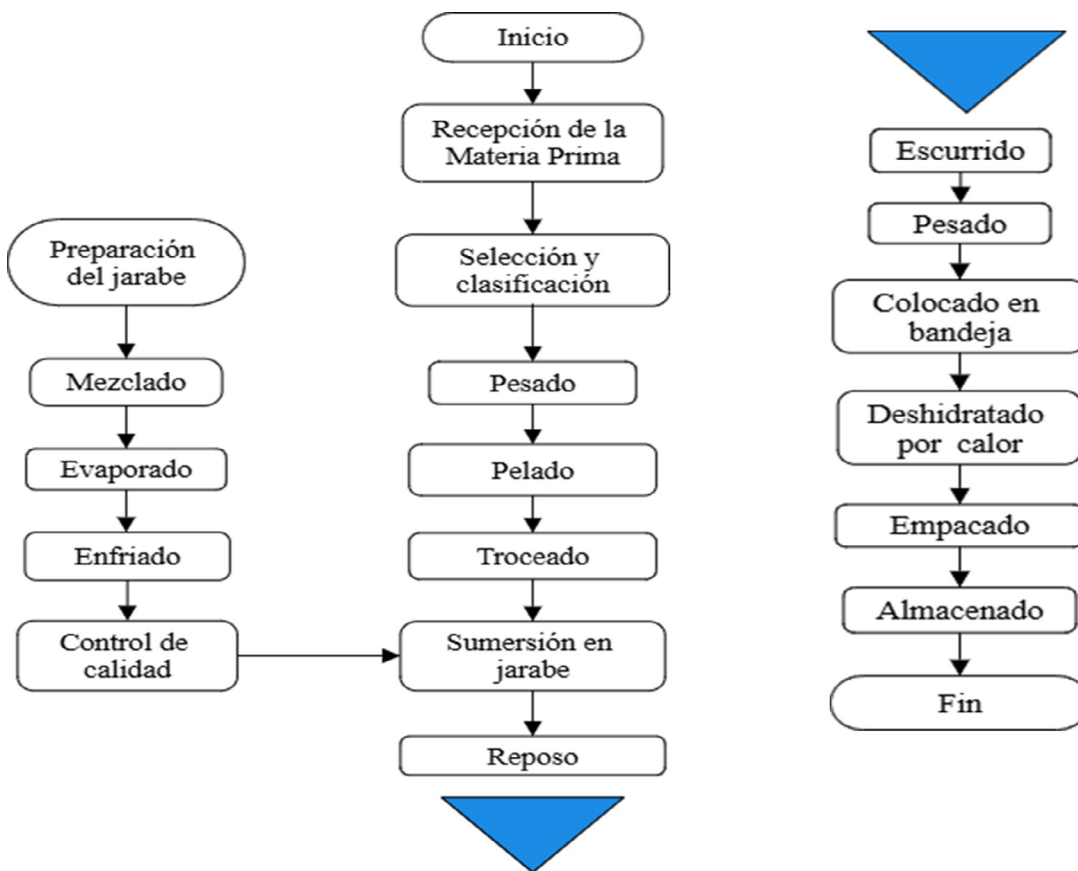 Inicio
Recepción de la
Materia Prima
Selección y
clasificación
Pesado
Pelado
Troceado
Sumersión en
jarabe
Reposo
Preparación
del jarabe
Mezclado
Evaporado
Enfriado
Control de
calidad
Escurrido
Pesado
Colocado en
bandeja
Deshidratado
por calor
Empacado
Almacenado
Fin